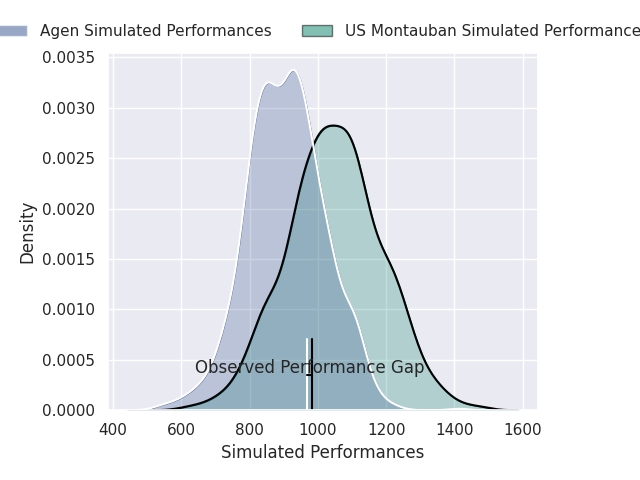 Agen Simulated Performances
US Montauban Simulated Performance
0.0035
0.0030
0.0025
0.0020
0.0015
0.0010
0.0005
0.0000
Density
Observed Performance Gap
400 600 800 1000 1200 1400 1600
Simulated Performances